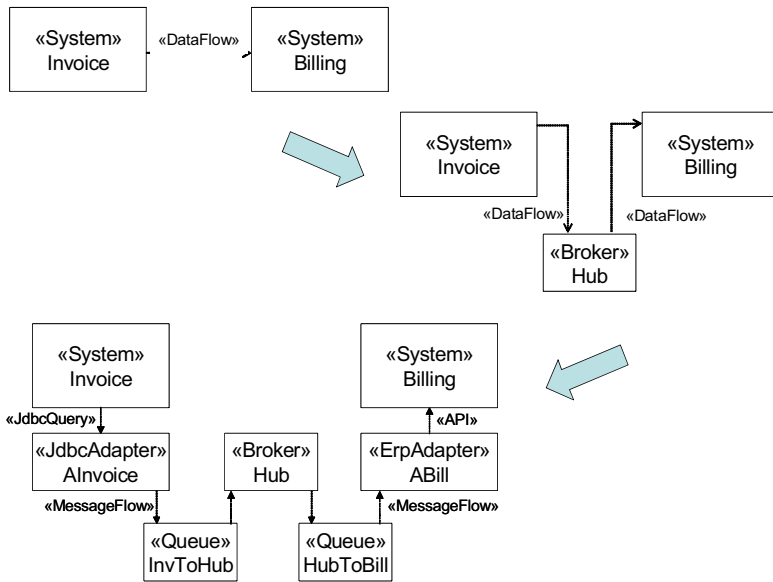 «System»
Invoice
«DataFlow»
«System»
Billing
«System»
Invoice
«System»
Billing
«DataFlow»
«DataFlow»
«Broker»
Hub
«System»
Invoice
«System»
Billing
«JdbcQuery»
«API»
«JdbcAdapter»
AInvoice
«Broker»
Hub
«ErpAdapter»
ABill
«MessageFlow»
«MessageFlow»
«Queue»
InvToHub
«Queue»
HubToBill